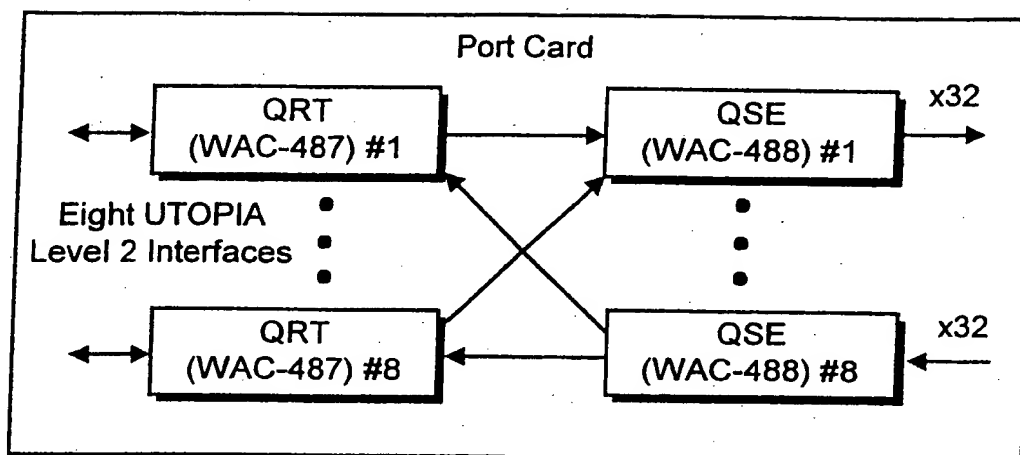 Port Card
QRT
(WAC-487) #1
QSE
(WAC-488) #1
x32
Eight UTOPIA
Level 2 Interfaces
QRT
(WAC-487) #8
QSE
(WAC-488) #8
x32